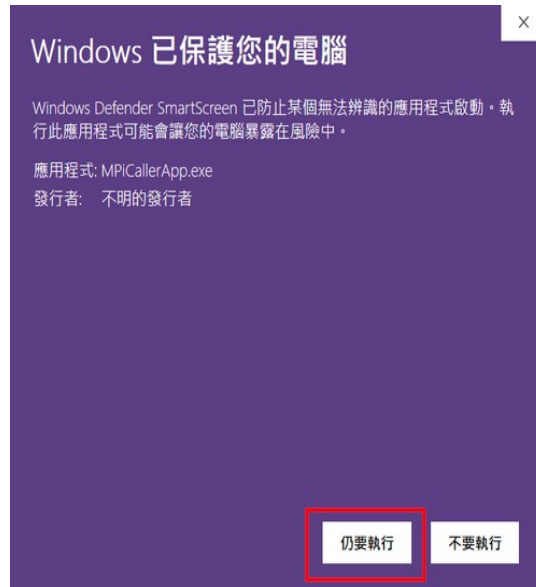 Windows 已保護您的電腦
Windows Defender SmartScreen 已防止某個無法辨識的應用程式啟動。執
行此應用程式可能會讓您的電腦暴露在風險中。
應用程式: MPiCallerApp.exe
發行者: 不明的發行者
仍要執行 不要執行